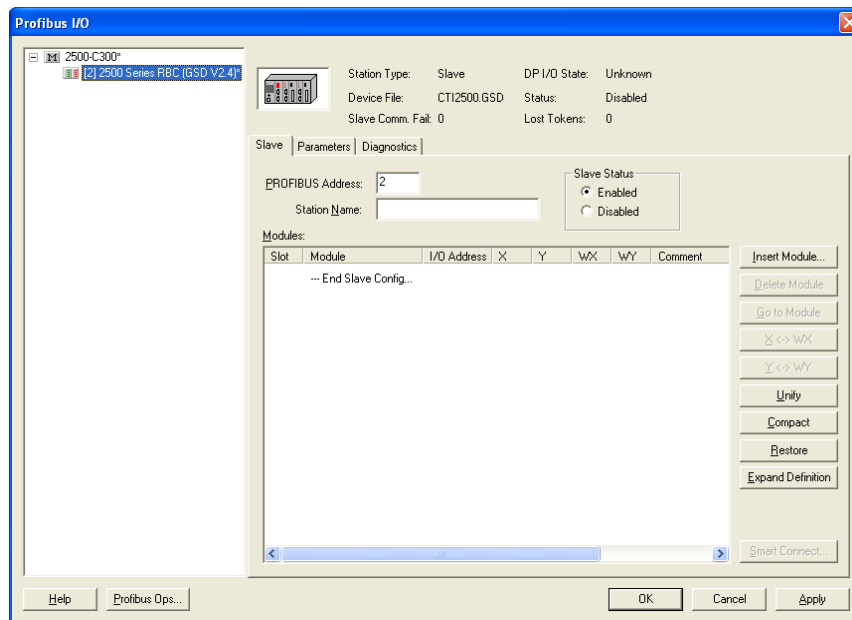 Profibus I/O
2500-C300*
[2] 2500 Series RBC (GSD V2.4)*
Station Type: Slave DP I/O State: Unknown
Device File: CTI2500.GSD Status: Disabled
Slave Comm. Fail: 0 Lost Tokens: 0
Slave Parameters Diagnostics
PROFIBUS Address: 2
Slave Status
Enabled
Station Name:
Disabled
Modules:
Slot Module I/O Address X Y WX WY Comment
--- End Slave Config...
Insert Module...
Delete Module
Go to Module
X <-> WX
Y <-> WY
Unify
Compact
Restore
Expand Definition
Smart Connect...
Help Profibus Ops... OK Cancel Apply